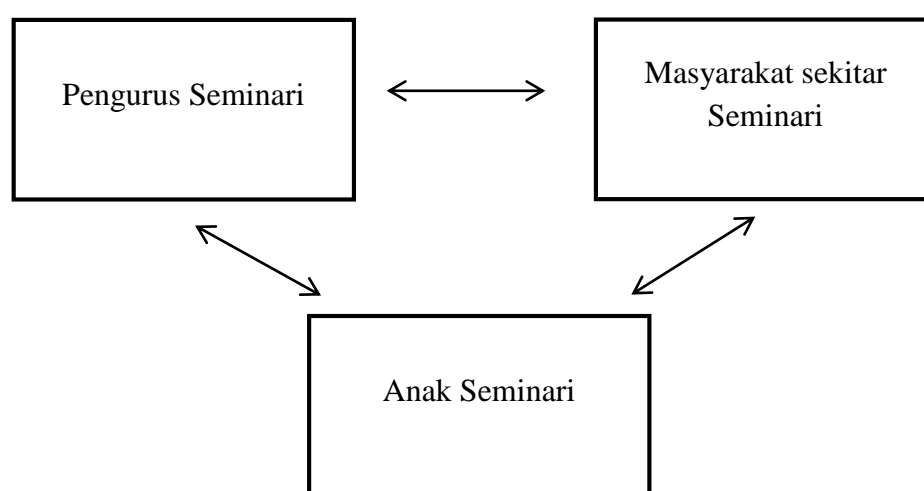 Pengurus Seminari
Masyarakat sekitar
Seminari
Anak Seminari